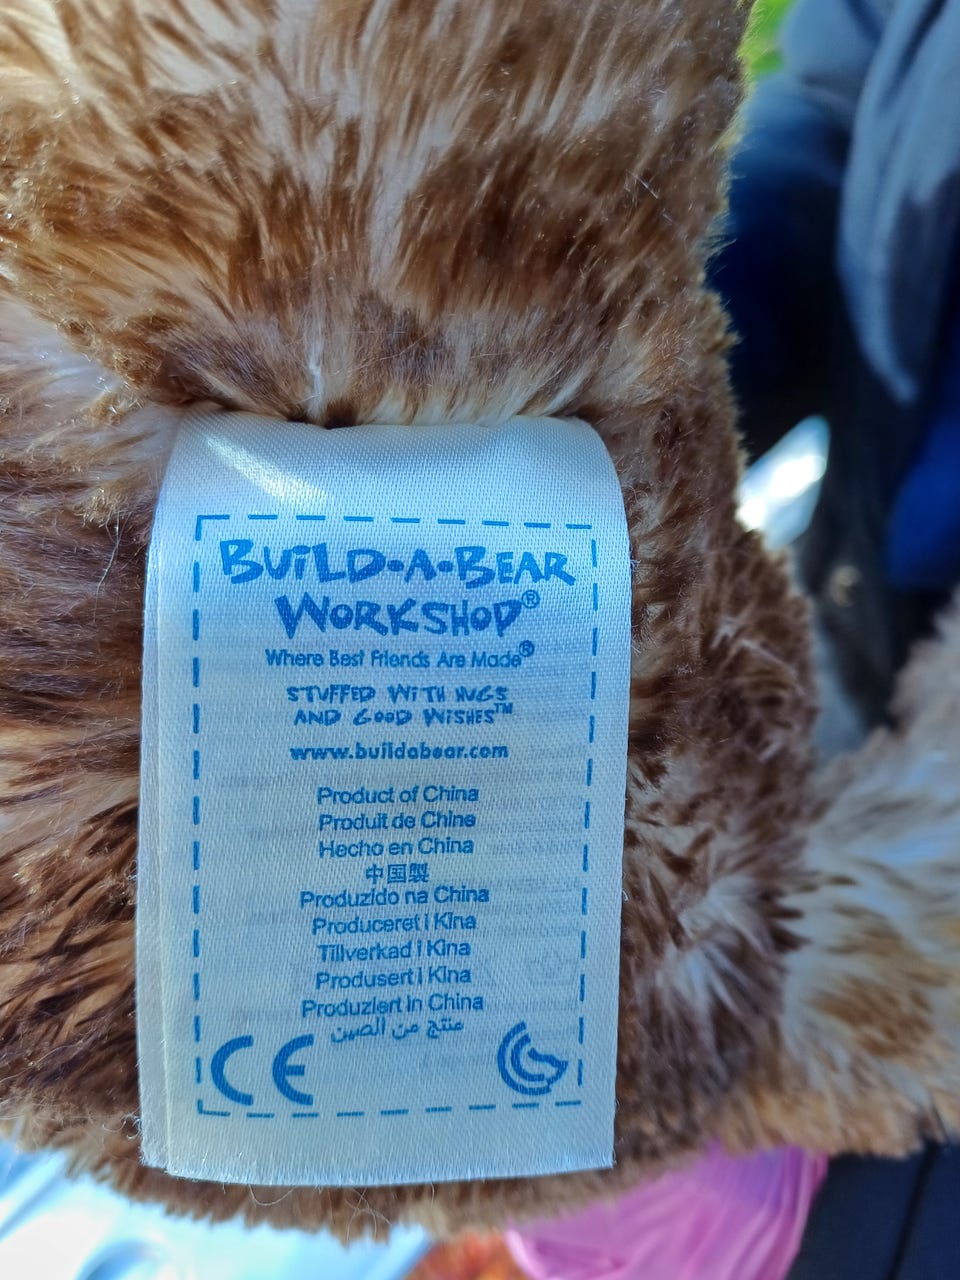 BUILD-A-BEAR
WORKSHOP®
Where Best Friends Are Made®
STUFFED WITH HUGS
AND GOOD WISHES™
www.buildabear.com
Product of China
Produit de Chine
Hecho en China
中国製
Produzido na China
Produceret i Kina
Tillverkad i Kina
Produsert i Kina
Produziert in China
منتج من الصين
CE